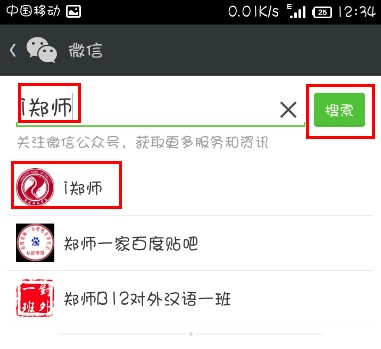 中国移动 0.01K/S E 25 12:34
微信
i郑师 搜索
关注微信公众号，获取更多服务和资讯
i郑师
郑师一家百度贴吧
郑师B12对外汉语一班